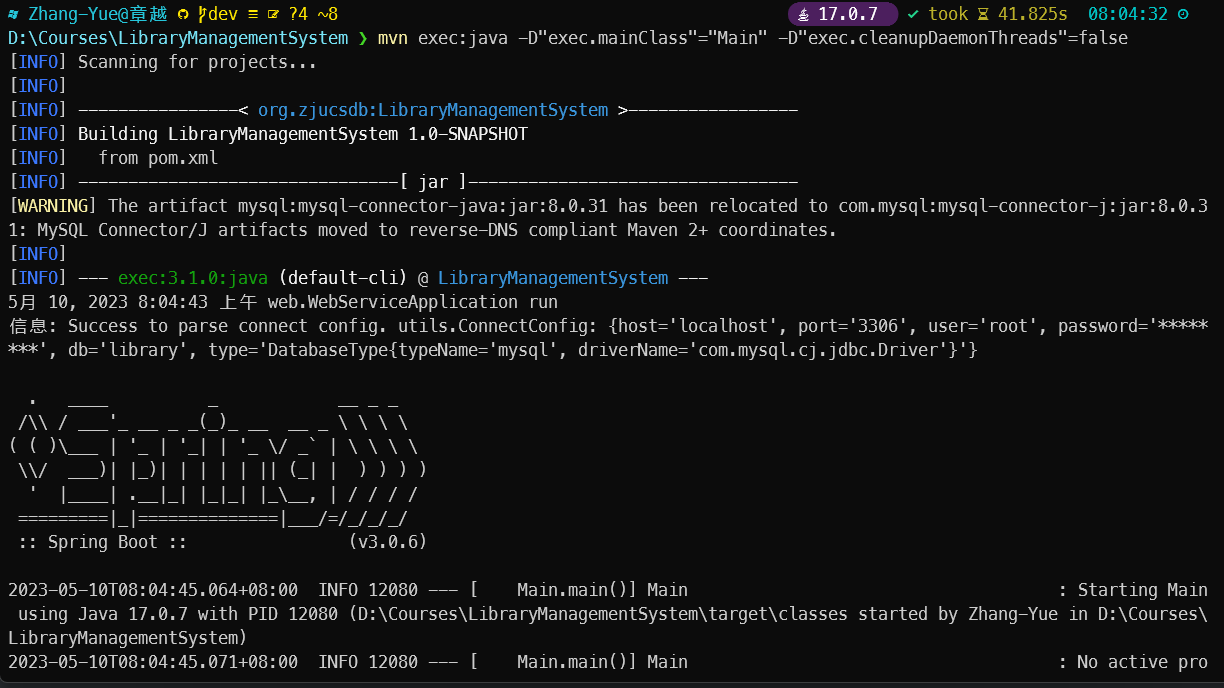 Zhang-Yue@章越 dev ≡ ?4 ~8 17.0.7 ✓ took 41.825s 08:04:32
D:\Courses\LibraryManagementSystem ❯ mvn exec:java -D"exec.mainClass"="Main" -D"exec.cleanupDaemonThreads"=false
[INFO] Scanning for projects...
[INFO]
[INFO] ----------------< org.zjucsdb:LibraryManagementSystem >-----------------
[INFO] Building LibraryManagementSystem 1.0-SNAPSHOT
[INFO]   from pom.xml
[INFO] --------------------------------[ jar ]---------------------------------
[WARNING] The artifact mysql:mysql-connector-java:jar:8.0.31 has been relocated to com.mysql:mysql-connector-j:jar:8.0.3
1: MySQL Connector/J artifacts moved to reverse-DNS compliant Maven 2+ coordinates.
[INFO]
[INFO] --- exec:3.1.0:java (default-cli) @ LibraryManagementSystem ---
5月 10, 2023 8:04:43 上午 web.WebServiceApplication run
信息: Success to parse connect config. utils.ConnectConfig: {host='localhost', port='3306', user='root', password='*****
***', db='library', type='DatabaseType{typeName='mysql', driverName='com.mysql.cj.jdbc.Driver'}'}
  .   ____          _            __ _ _
 /\\ / ___'_ __ _ _(_)_ __  __ _ \ \ \ \
( ( )\___ | '_ | '_| | '_ \/ _` | \ \ \ \
 \\/  ___)| |_)| | | | | || (_| |  ) ) ) )
  '  |____| .__|_| |_|_| |_\__, | / / / /
 =========|_|==============|___/=/_/_/_/
 :: Spring Boot ::                (v3.0.6)
2023-05-10T08:04:45.064+08:00  INFO 12080 --- [    Main.main()] Main                                     : Starting Main
 using Java 17.0.7 with PID 12080 (D:\Courses\LibraryManagementSystem\target\classes started by Zhang-Yue in D:\Courses\
LibraryManagementSystem)
2023-05-10T08:04:45.071+08:00  INFO 12080 --- [    Main.main()] Main                                     : No active pro